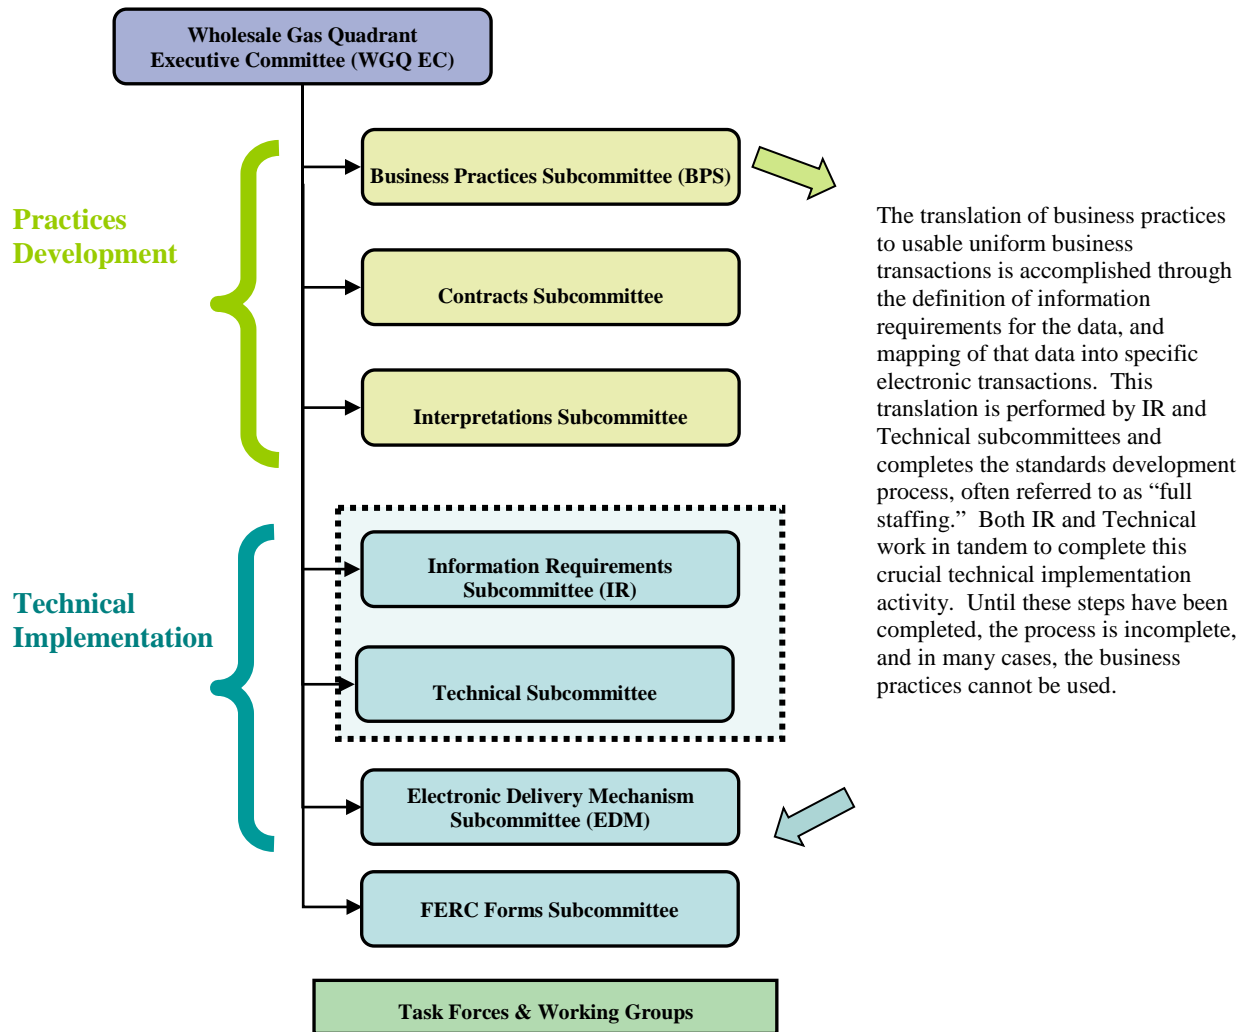 Wholesale Gas Quadrant
Executive Committee (WGQ EC)
Practices
Development
Business Practices Subcommittee (BPS)
Contracts Subcommittee
Interpretations Subcommittee
Technical
Implementation
Information Requirements
Subcommittee (IR)
Technical Subcommittee
Electronic Delivery Mechanism
Subcommittee (EDM)
FERC Forms Subcommittee
Task Forces & Working Groups
The translation of business practices
to usable uniform business
transactions is accomplished through
the definition of information
requirements for the data, and
mapping of that data into specific
electronic transactions.  This
translation is performed by IR and
Technical subcommittees and
completes the standards development
process, often referred to as “full
staffing.”  Both IR and Technical
work in tandem to complete this
crucial technical implementation
activity.  Until these steps have been
completed, the process is incomplete,
and in many cases, the business
practices cannot be used.